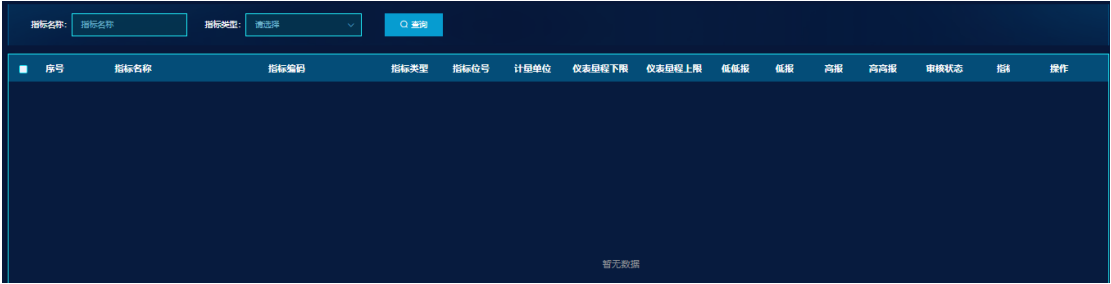 指标名称: 指标名称 指标类型: 请选择 查询
序号 指标名称 指标编码 指标类型 指标位号 计量单位 仪表量程下限 仪表量程上限 低低报 低报 高报 高高报 审核状态 指 操作
暂无数据